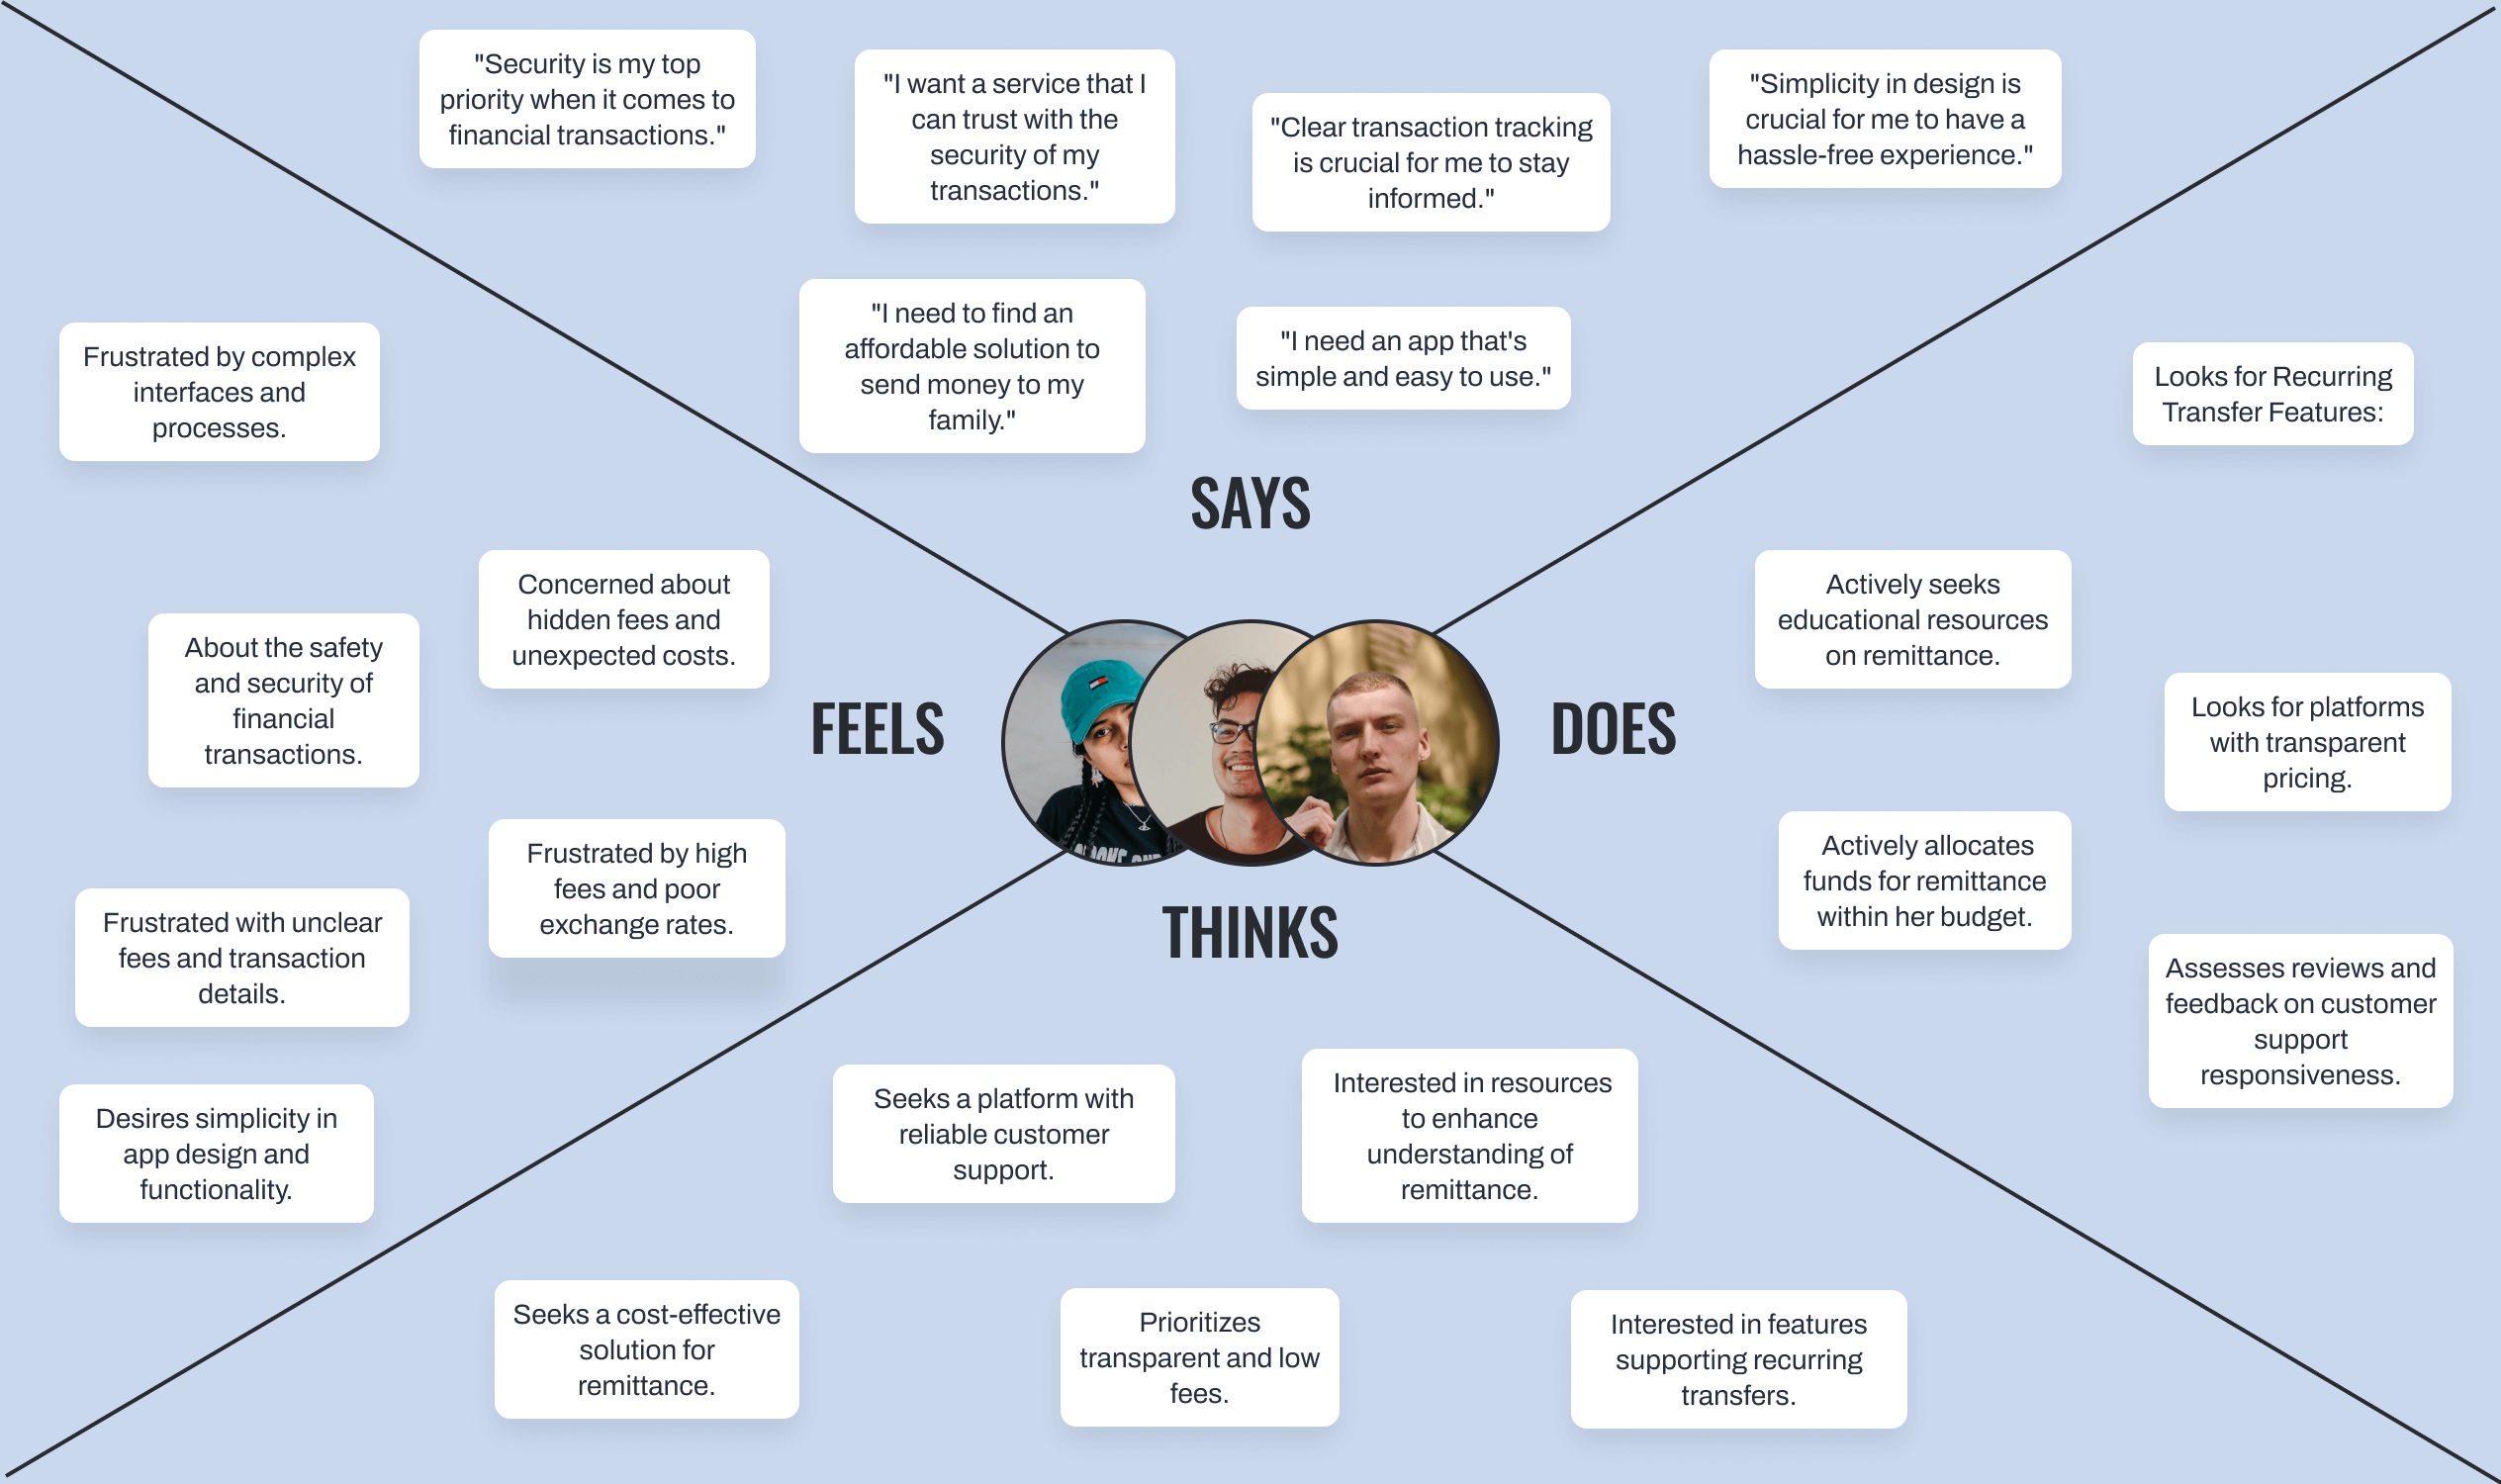 "Security is my top
priority when it comes to
financial transactions."
"I want a service that I
can trust with the
security of my
transactions."
"Clear transaction tracking
is crucial for me to stay
informed."
"Simplicity in design is
crucial for me to have a
hassle-free experience."
"I need to find an
affordable solution to
send money to my
family."
"I need an app that's
simple and easy to use."
SAYS
Frustrated by complex
interfaces and
processes.
Concerned about
hidden fees and
unexpected costs.
About the safety
and security of
financial
transactions.
FEELS
Frustrated by high
fees and poor
exchange rates.
Frustrated with unclear
fees and transaction
details.
Desires simplicity in
app design and
functionality.
Looks for Recurring
Transfer Features:
Actively seeks
educational resources
on remittance.
DOES
Looks for platforms
with transparent
pricing.
Actively allocates
funds for remittance
within her budget.
Assesses reviews and
feedback on customer
support
responsiveness.
THINKS
Seeks a platform with
reliable customer
support.
Interested in resources
to enhance
understanding of
remittance.
Seeks a cost-effective
solution for
remittance.
Prioritizes
transparent and low
fees.
Interested in features
supporting recurring
transfers.